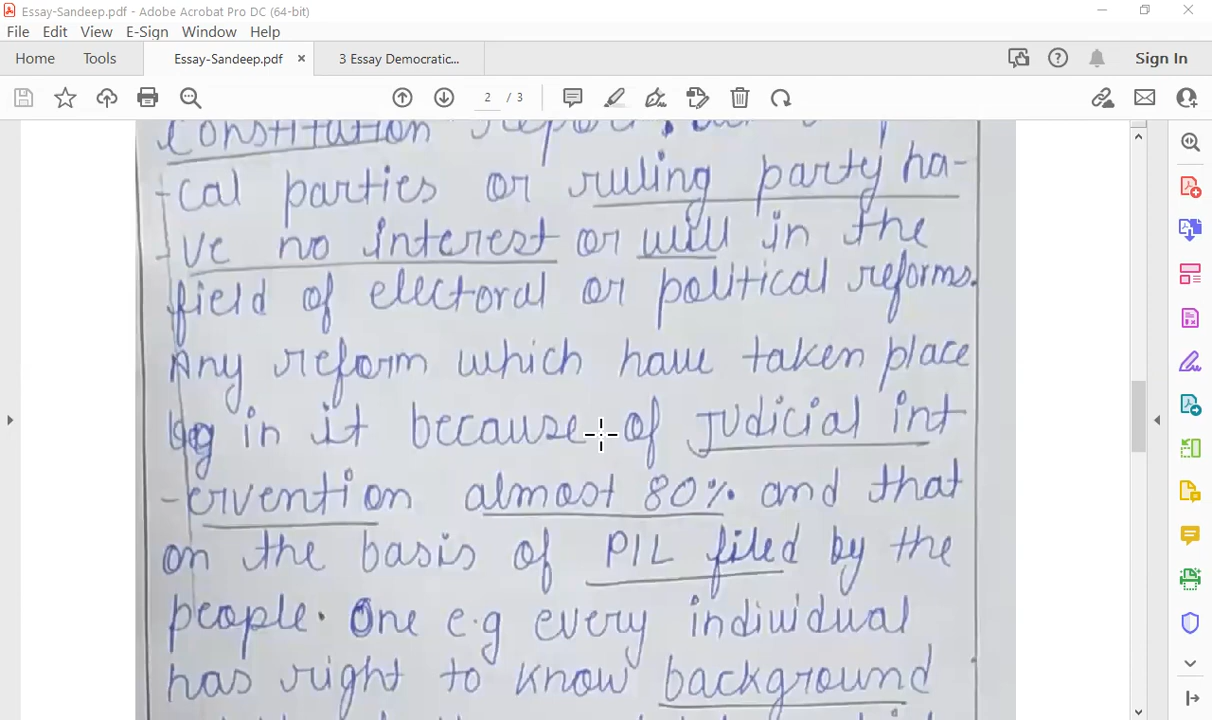 Essay-Sandeep.pdf - Adobe Acrobat Pro DC (64-bit)
File Edit View E-Sign Window Help
Home Tools Essay-Sandeep.pdf × 3 Essay Democratic... Sign In
2 / 3
Constitution
-cal parties or ruling party ha-
-ve no interest or will in the
field of electoral or political reforms.
Any reform which have taken place
in it because of judicial int
-ervention almost 80% and that
on the basis of PIL filed by the
people. One e.g every individual
has right to know background